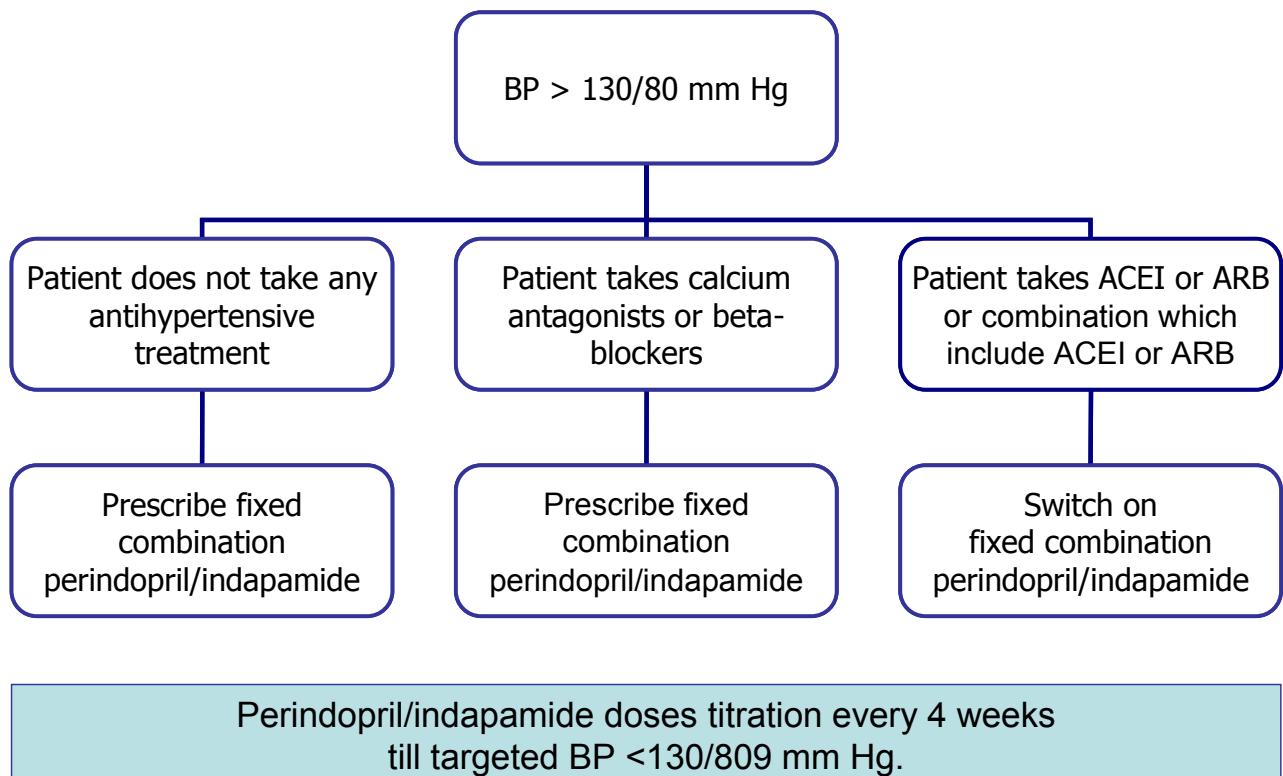 BP > 130/80 mm Hg
Patient does not take any
antihypertensive
treatment
Patient takes calcium
antagonists or beta-
blockers
Patient takes ACEI or ARB
or combination which
include ACEI or ARB
Prescribe fixed
combination
perindopril/indapamide
Prescribe fixed
combination
perindopril/indapamide
Switch on
fixed combination
perindopril/indapamide
Perindopril/indapamide doses titration every 4 weeks
till targeted BP <130/809 mm Hg.